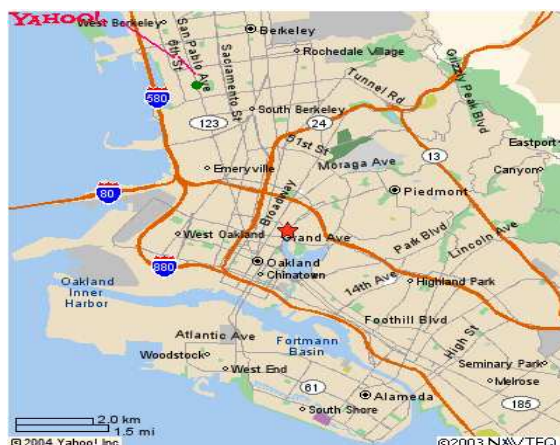 YAHOO!
West Berkeley
Berkeley
San Pablo Ave
6th St
Sacramento St
Rochedale Village
Grizzly Peak Blvd
Tunnel Rd
580
South Berkeley
123
24
51st St
13
Eastport
Emeryville
Moraga Ave
Canyon
80
Broadway
Piedmont
West Oakland
Grand Ave
Park Blvd
Lincoln Ave
880
Oakland
Chinatown
14th Ave
Highland Park
Oakland
Inner
Harbor
Foothill Blvd
Atlantic Ave
Fortmann
Basin
High St
Woodstock
West End
Seminary Park
Melrose
61
Alameda
185
South Shore
2.0 km
1.5 mi
©2004 Yahoo! Inc
©2003 NAVTEQ